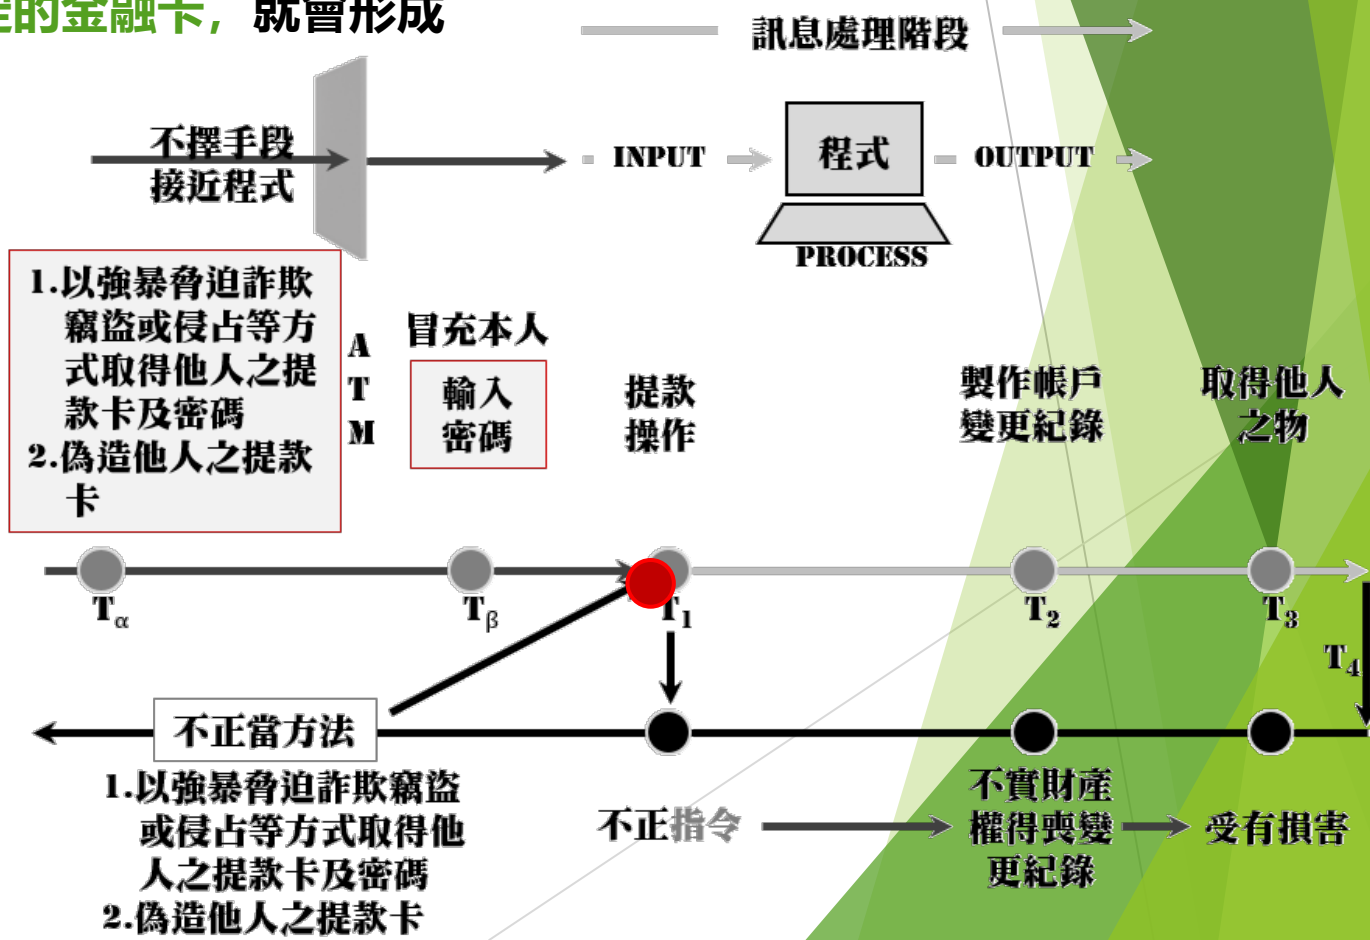 的金融卡，就會形成
訊息處理階段
不擇手段
接近程式
INPUT
程式
OUTPUT
PROCESS
1.以強暴脅迫詐欺
竊盜或侵占等方
式取得他人之提
款卡及密碼
2.偽造他人之提款
卡
A
T
M
冒充本人
輸入
密碼
提款
操作
製作帳戶
變更紀錄
取得他人
之物
Tα
Tβ
T1
T2
T3
T4
不正當方法
1.以強暴脅迫詐欺竊盜
或侵占等方式取得他
人之提款卡及密碼
2.偽造他人之提款卡
不正指令
不實財產
權得喪變
更紀錄
受有損害